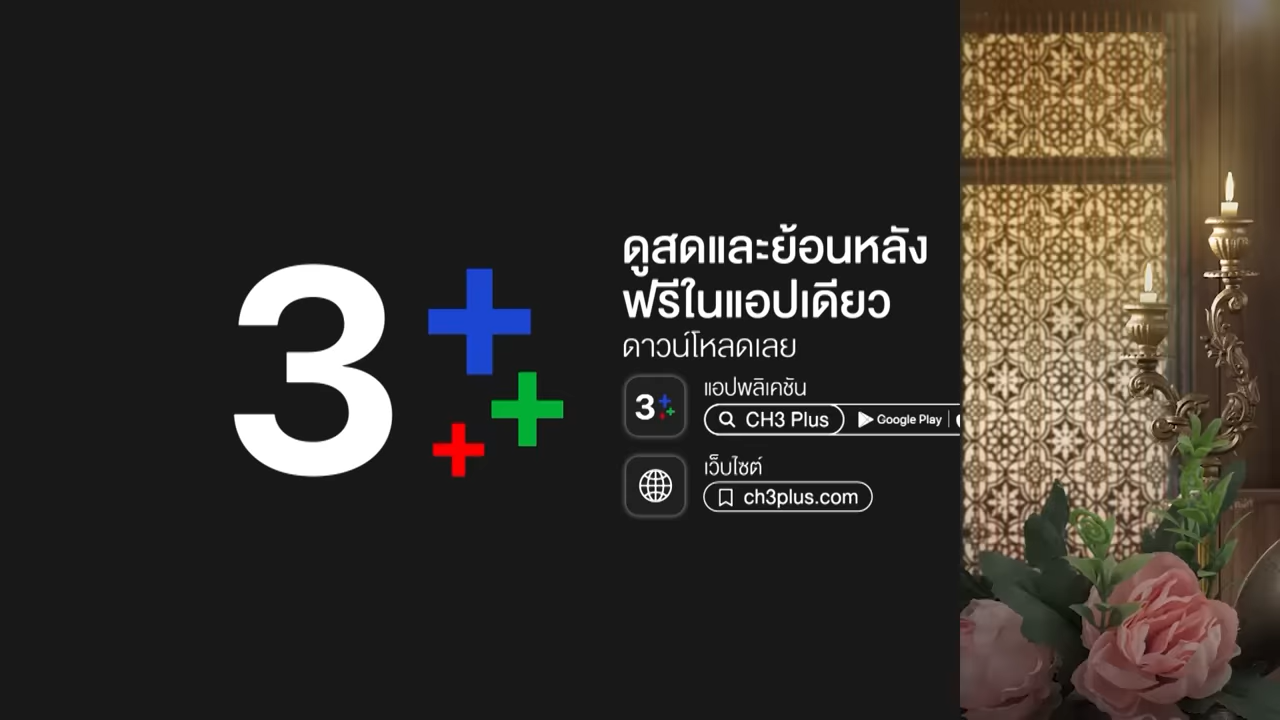 3
ดูสดและย้อนหลัง
ฟรีในแอปเดียว
ดาวน์โหลดเลย
3
แอปพลิเคชัน
CH3 Plus
Google Play
เว็บไซต์
ch3plus.com